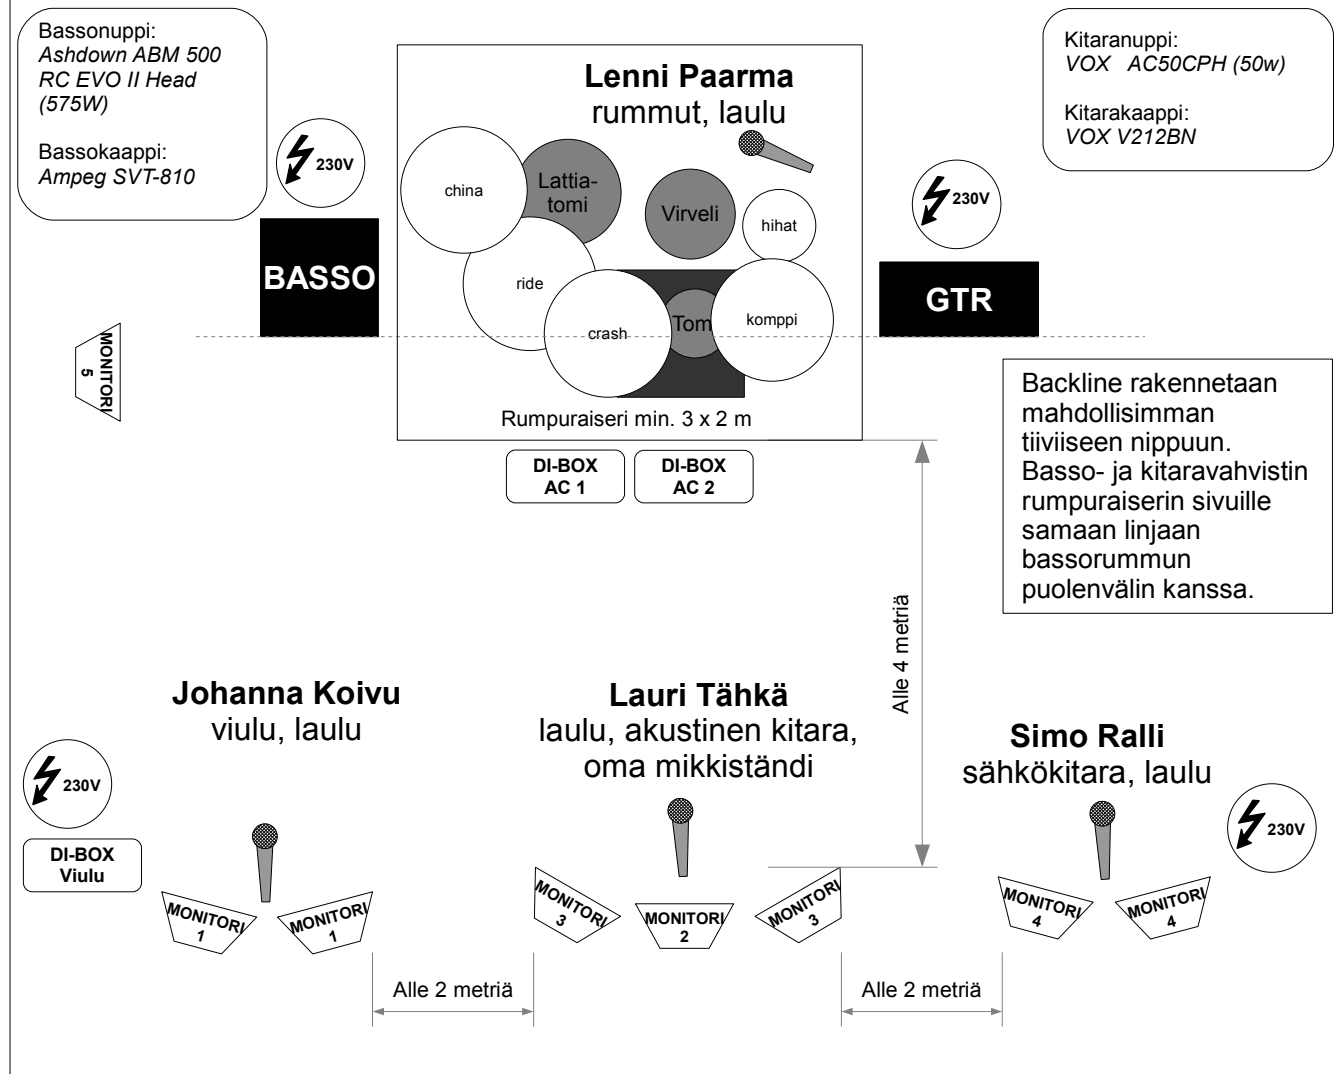 Bassonuppi:
Ashdown ABM 500
RC EVO II Head
(575W)
Bassokaappi:
Ampeg SVT-810
Kitaranuppi:
VOX AC50CPH (50w)
Kitarakaappi:
VOX V212BN
Lenni Paarma
rummut, laulu
230V
230V
china
Lattia-
tomi
Virveli
hihat
ride
crash
Tom
komppi
BASSO
GTR
MONITORI
5
Rumpuraiseri min. 3 x 2 m
DI-BOX
AC 1
DI-BOX
AC 2
Backline rakennetaan
mahdollisimman
tiiviiseen nippuun.
Basso- ja kitaravahvistin
rumpuraiserin sivuille
samaan linjaan
bassorummun
puolenvälin kanssa.
Alle 4 metriä
Johanna Koivu
viulu, laulu
Lauri Tähkä
laulu, akustinen kitara,
oma mikkiständi
Simo Ralli
sähkökitara, laulu
230V
DI-BOX
Viulu
230V
MONITORI
1
MONITORI
1
MONITORI
3
MONITORI
2
MONITORI
3
MONITORI
4
MONITORI
4
Alle 2 metriä
Alle 2 metriä